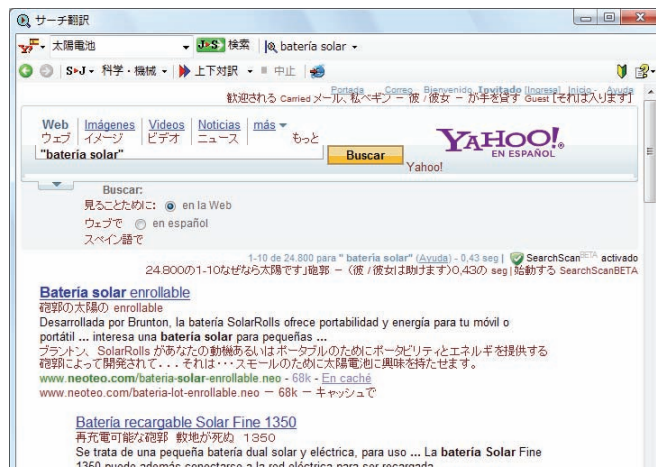 サーチ翻訳
太陽電池 J▸S 検索 batería solar
S▸J 科学・機械 上下対訳 中止
Portada Correo Bienvenido, Invitado [Ingresa] Inicio - Ayuda
歓迎される Carried メール、私ペギン － 彼 / 彼女 － が手を貸す Guest [それは入ります]
Web Imágenes Videos Noticias más
ウェブ イメージ ビデオ ニュース もっと
"bateria solar" Buscar
YAHOO! EN ESPAÑOL
Yahoo!
Buscar:
見ることために: en la Web
ウェブで en español
スペイン語で
1-10 de 24.800 para " bateria solar" (Ayuda) - 0,43 seg | SearchScan BETA activado
24.800の1-10なぜなら太陽です」砲郭 － (彼 / 彼女は助けます)0,43の seg | 始動する SearchScanBETA
Bateria solar enrollable
砲郭の太陽の enrollable
Desarrollada por Brunton, la batería SolarRolls ofrece portabilidad y energía para tu móvil o
portátil ... interesa una batería solar para pequeñas ...
ブラントン、SolarRolls があなたの動機あるいはポータブルのためにポータビリティとエネルギを提供する
砲郭によって開発されて．．．それは・・・スモールのために太陽電池に興味を持たせます。
www.neoteo.com/bateria-solar-enrollable.neo - 68k - En caché
www.neoteo.com/bateria-lot-enrollable.neo － 68k － キャッシュで
Batería recargable Solar Fine 1350
再充電可能な砲郭 敷地が死ぬ 1350
Se trata de una pequeña batería dual solar y eléctrica, para uso ... La batería Solar Fine
1350 puede además conectarse a la red eléctrica para ser recargada